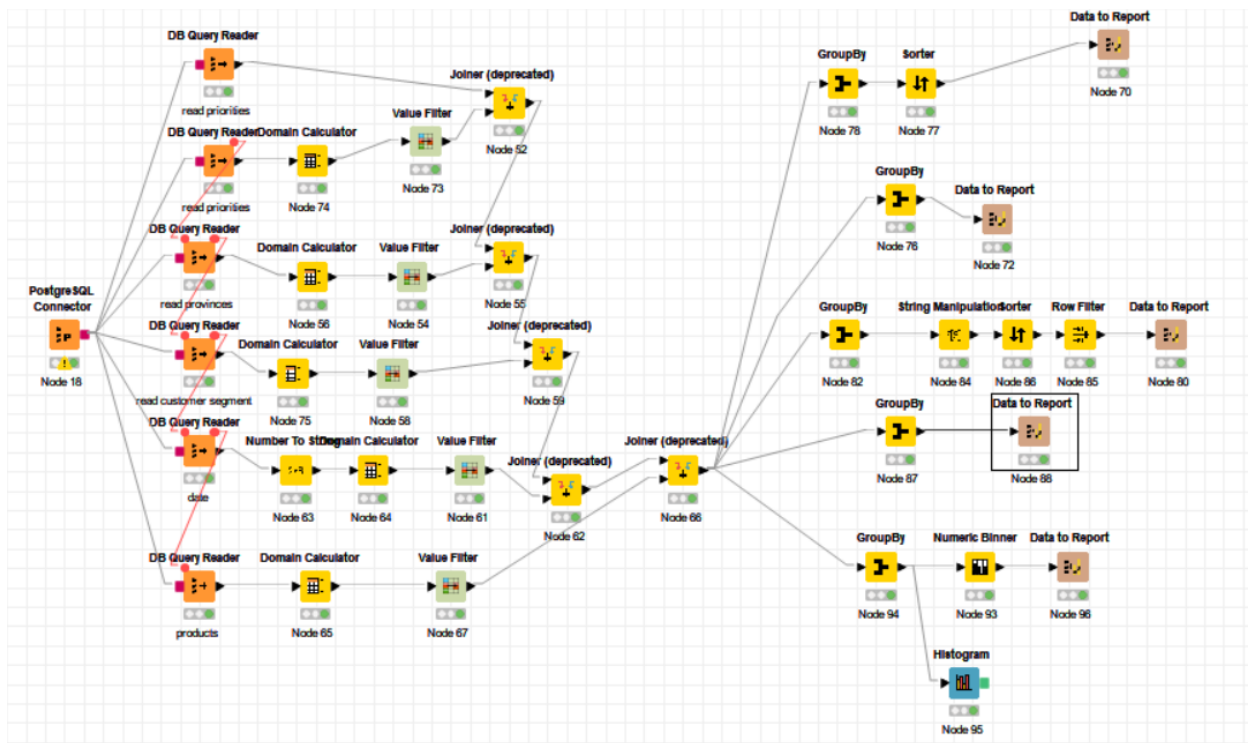 DB Query Reader
read priorities
Joiner (deprecated)
Node 52
DB Query Reader
read priorities
Domain Calculator
Node 74
Value Filter
Node 73
DB Query Reader
read provinces
Domain Calculator
Node 56
Value Filter
Node 54
Joiner (deprecated)
Node 55
PostgreSQL
Connector
Node 18
DB Query Reader
read customer segment
Domain Calculator
Node 75
Value Filter
Node 58
Joiner (deprecated)
Node 59
DB Query Reader
date
Number To String
Node 63
Domain Calculator
Node 64
Value Filter
Node 61
Joiner (deprecated)
Node 62
Joiner (deprecated)
Node 66
DB Query Reader
products
Domain Calculator
Node 65
Value Filter
Node 67
GroupBy
Node 78
Sorter
Node 77
Data to Report
Node 70
GroupBy
Node 76
Data to Report
Node 72
GroupBy
Node 82
String Manipulation
Node 84
Sorter
Node 86
Row Filter
Node 85
Data to Report
Node 80
GroupBy
Node 87
Data to Report
Node 88
GroupBy
Node 94
Numeric Binner
Node 93
Data to Report
Node 96
Histogram
Node 95